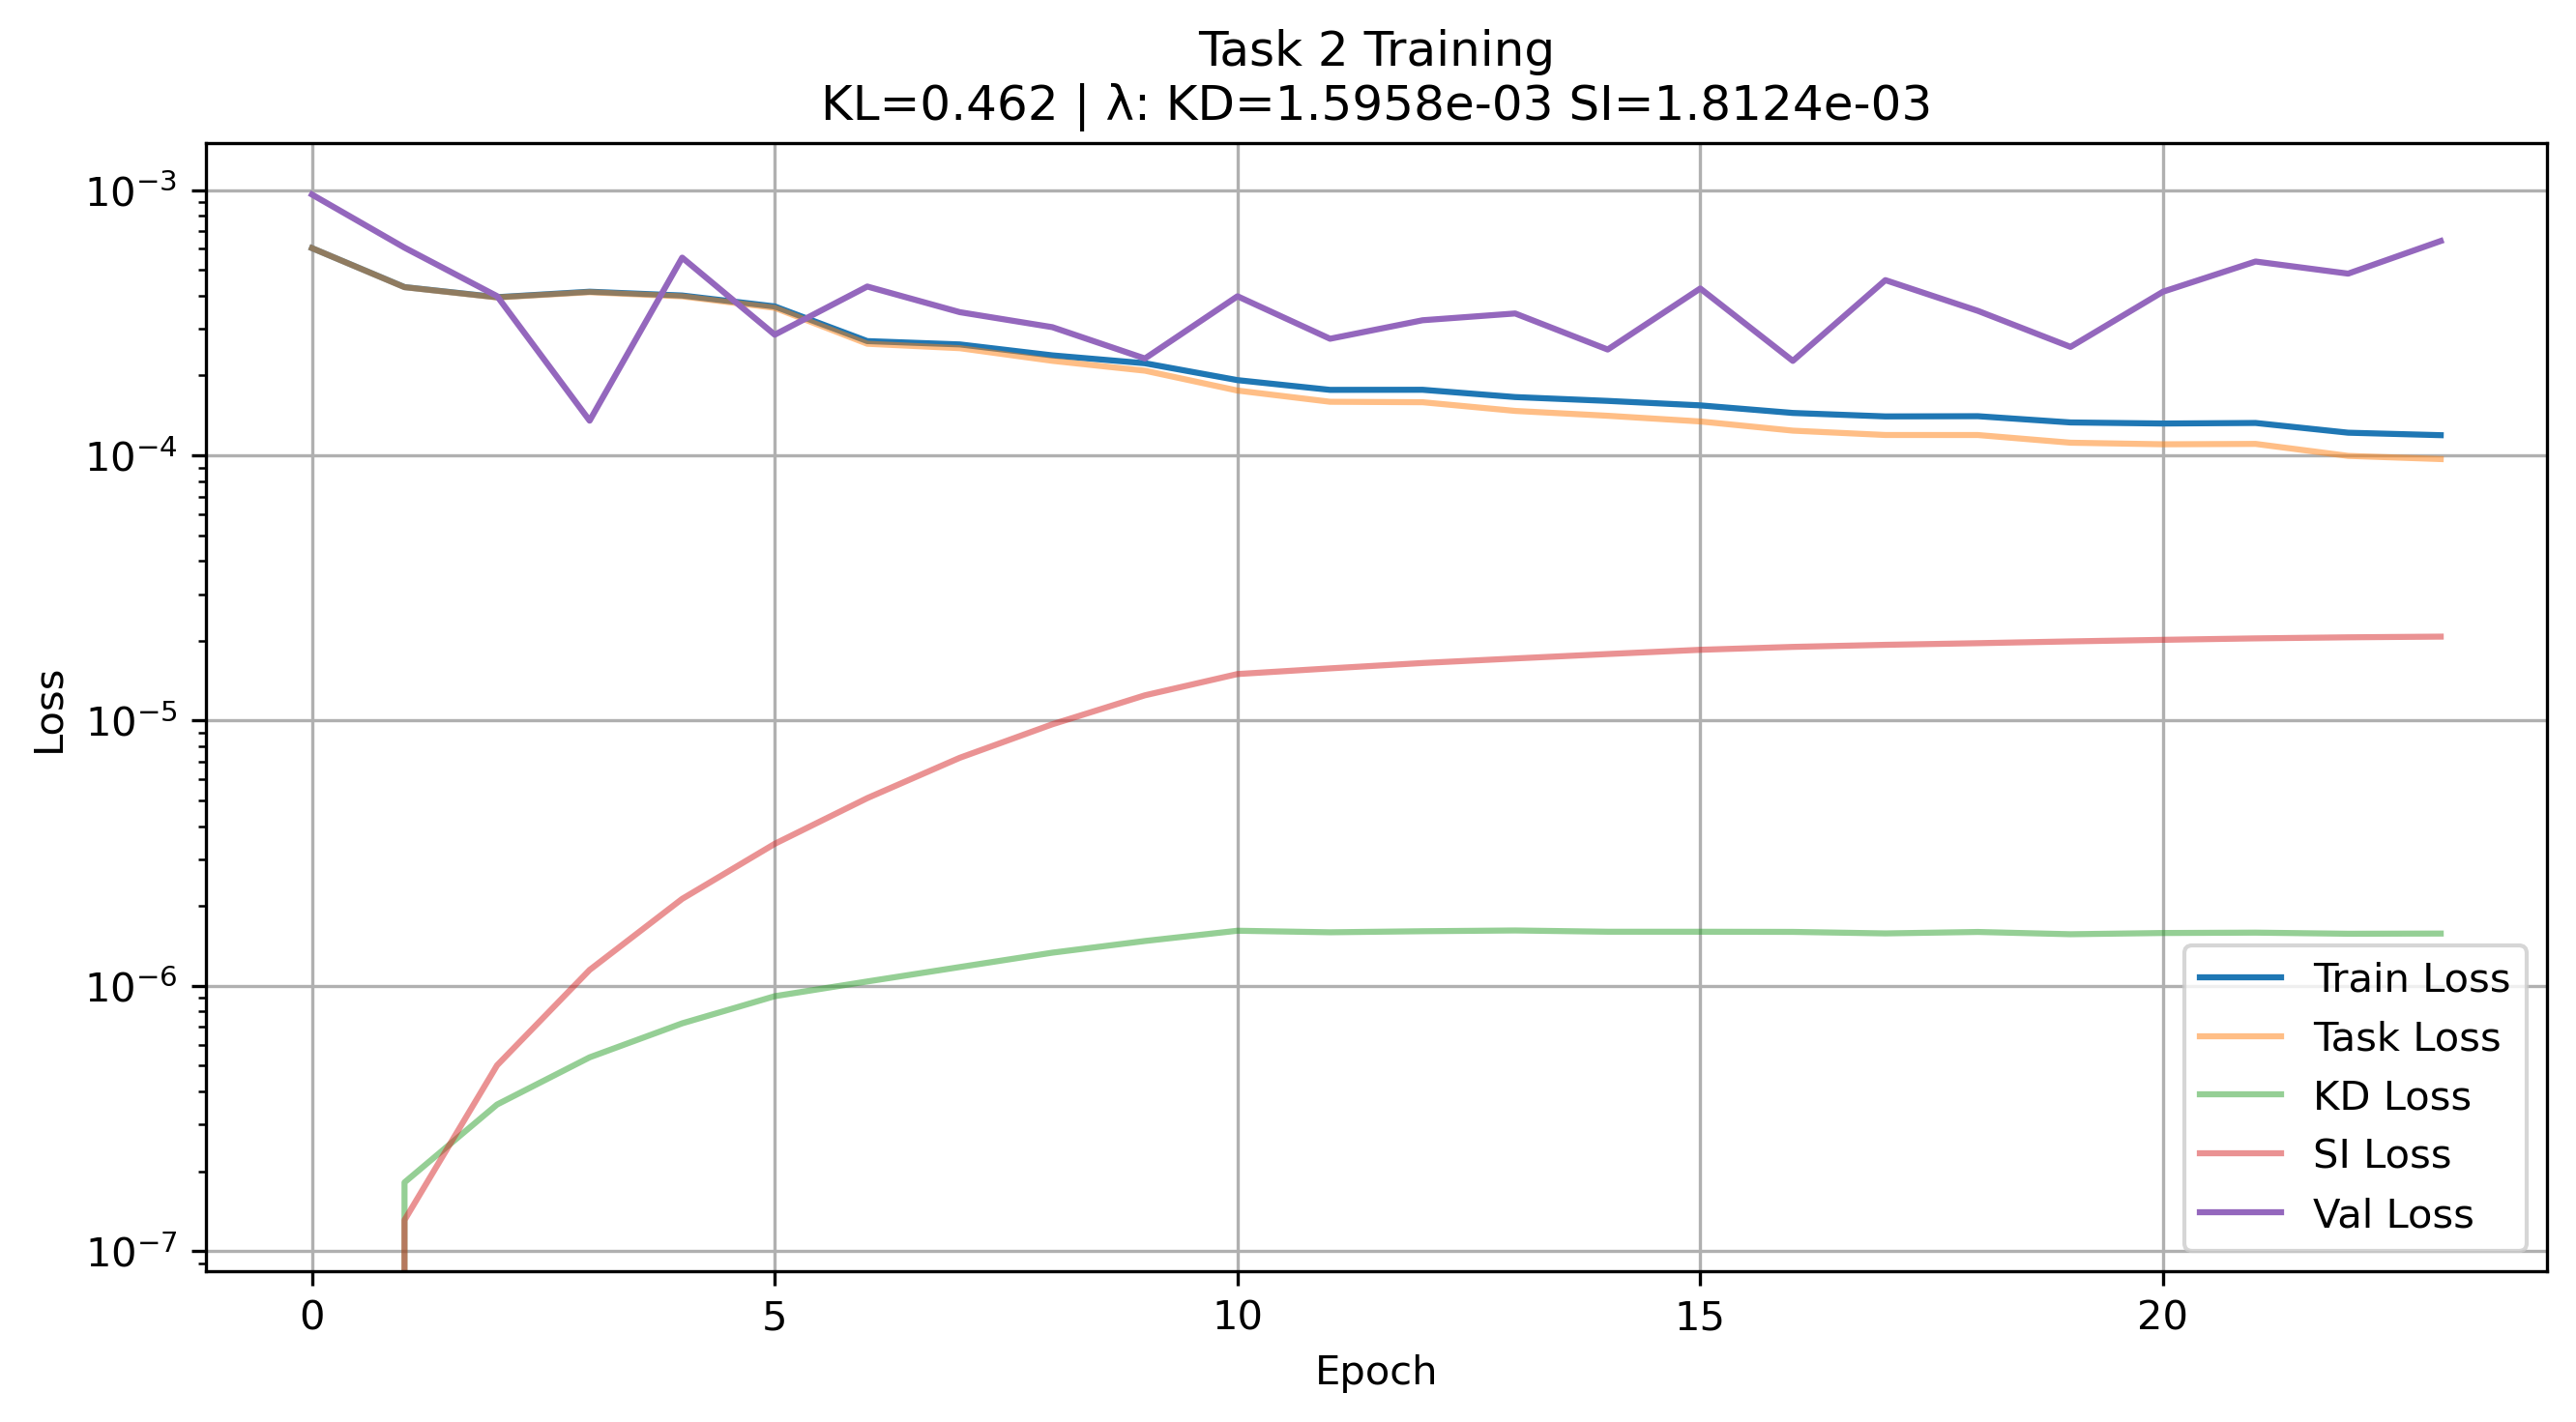 Task 2 Training
KL=0.462 | λ: KD=1.5958e-03 SI=1.8124e-03
10⁻³
10⁻⁴
10⁻⁵
10⁻⁶
10⁻⁷
Loss
Train Loss
Task Loss
KD Loss
SI Loss
Val Loss
0 5 10 15 20
Epoch